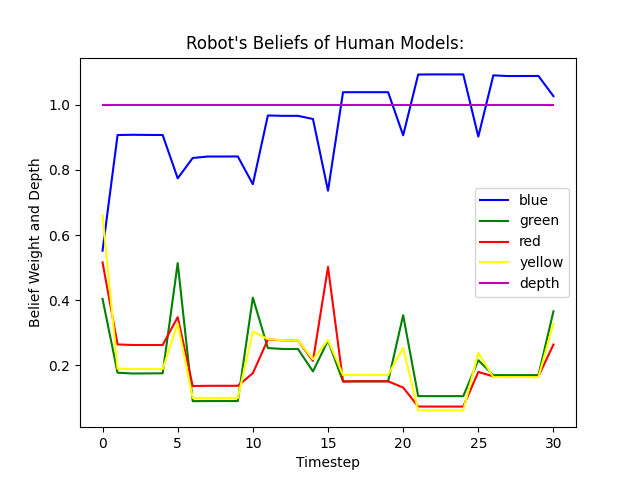 Robot's Beliefs of Human Models:
Belief Weight and Depth
1.0
0.8
0.6
0.4
0.2
blue
green
red
yellow
depth
0 5 10 15 20 25 30
Timestep